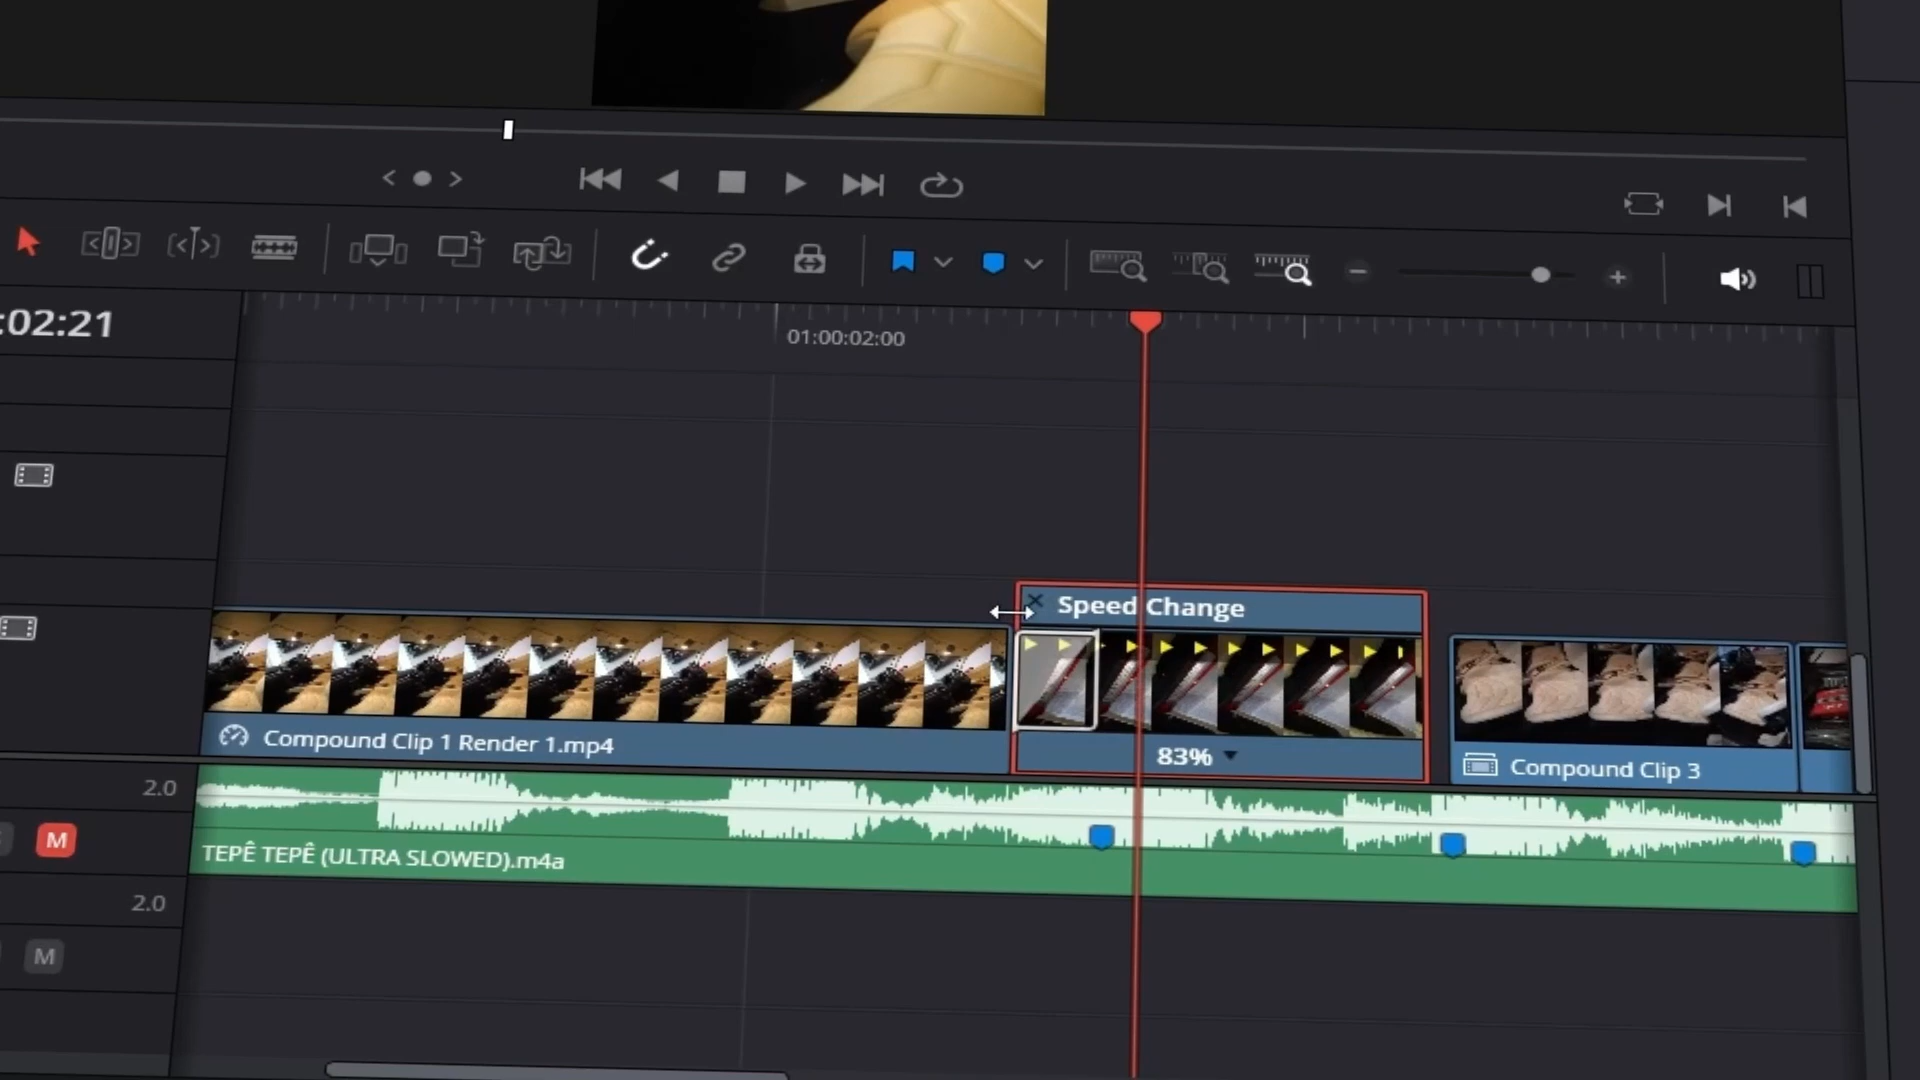 :02:21
01:00:02:00
Speed Change
Compound Clip 1 Render 1.mp4
83%
Compound Clip 3
2.0
M
TEPÊ TEPÊ (ULTRA SLOWED).m4a
2.0
M